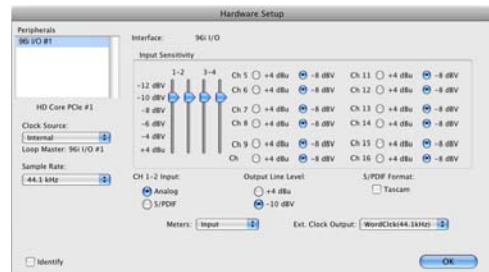 Hardware Setup
Peripherals
96i I/O #1
HD Core PCIe #1
Clock Source:
Internal
Loop Master: 96i I/O #1
Sample Rate:
44.1 kHz
Identify
Interface: 96i I/O
Input Sensitivity
1-2 3-4
-12 dBV
-10 dBV
-8 dBV
-6 dBV
-4 dBV
+4 dBu
Ch 5 +4 dBu -8 dBV Ch 11 +4 dBu -8 dBV
Ch 6 +4 dBu -8 dBV Ch 12 +4 dBu -8 dBV
Ch 7 +4 dBu -8 dBV Ch 13 +4 dBu -8 dBV
Ch 8 +4 dBu -8 dBV Ch 14 +4 dBu -8 dBV
Ch 9 +4 dBu -8 dBV Ch 15 +4 dBu -8 dBV
Ch +4 dBu -8 dBV Ch 16 +4 dBu -8 dBV
CH 1-2 Input: Output Line Level: S/PDIF Format:
Analog +4 dBu Tascam
S/PDIF -10 dBV
Meters: Input Ext. Clock Output: WordClck(44.1kHz)
OK